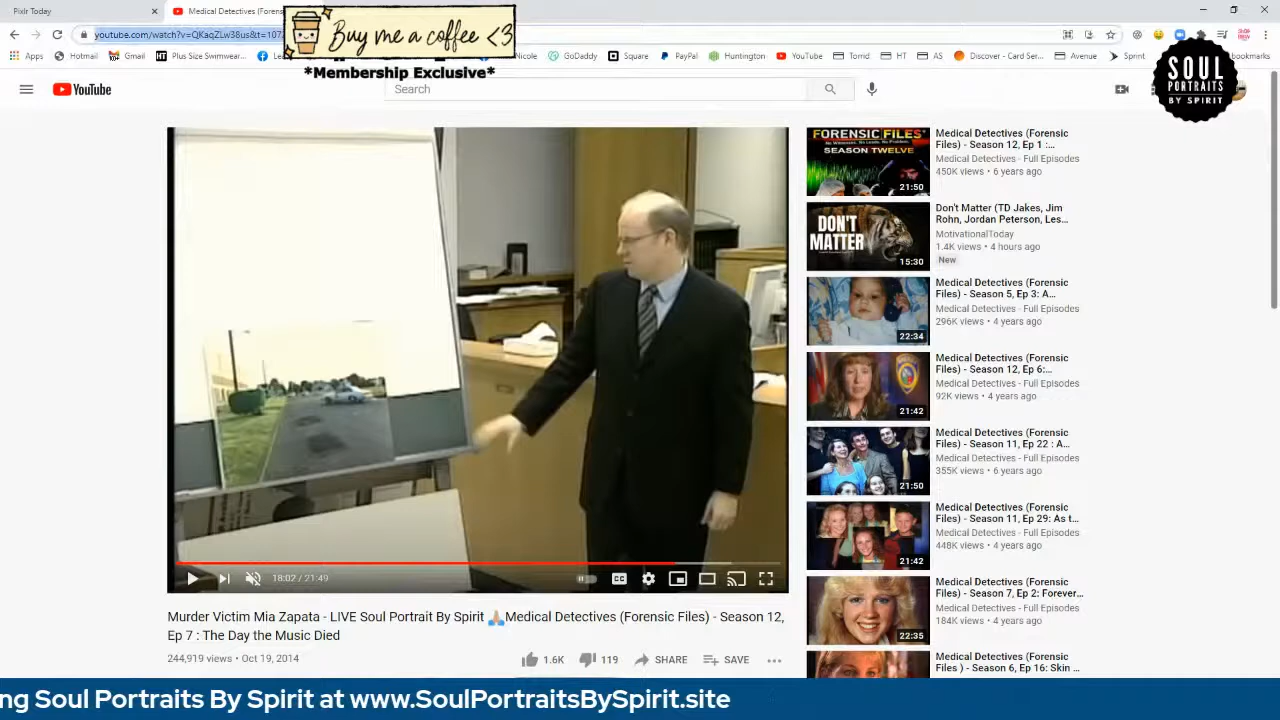 Pixlr Today
Medical Detectives (Forens
youtube.com/watch?v=QKaqZLw38us&t=107
Buy me a coffee <3
*Membership Exclusive*
Apps
Hotmail
Gmail
My Smart Plan | S...
Le
Nicole
GoDaddy
Square
PayPal
Huntington
YouTube
Torrid
HT
AS
Discover - Card Ser...
Avenue
Sprint
SOUL
PORTRAITS
BY SPIRIT
YouTube
Search
FORENSIC FILES
No Witnesses. No Leads. No Problem.
SEASON TWELVE
21:50
Medical Detectives (Forensic
Files) - Season 12, Ep 1 :...
Medical Detectives - Full Episodes
450K views • 6 years ago
DON'T
MATTER
15:30
Don't Matter (TD Jakes, Jim
Rohn, Jordan Peterson, Les...
MotivationalToday
1.4K views • 4 hours ago
New
22:34
Medical Detectives (Forensic
Files) - Season 5, Ep 3: A...
Medical Detectives - Full Episodes
296K views • 4 years ago
21:42
Medical Detectives (Forensic
Files) - Season 12, Ep 6:...
Medical Detectives - Full Episodes
92K views • 4 years ago
21:50
Medical Detectives (Forensic
Files) - Season 11, Ep 22 : A...
Medical Detectives - Full Episodes
355K views • 6 years ago
21:42
Medical Detectives (Forensic
Files) - Season 11, Ep 29: As t...
Medical Detectives - Full Episodes
448K views • 4 years ago
22:35
Medical Detectives (Forensic
Files) - Season 7, Ep 2: Forever...
Medical Detectives - Full Episodes
184K views • 4 years ago
Medical Detectives (Forensic
Files ) - Season 6, Ep 16: Skin ...
18:02 / 21:49
CC
Murder Victim Mia Zapata - LIVE Soul Portrait By Spirit 🙏Medical Detectives (Forensic Files) - Season 12,
Ep 7 : The Day the Music Died
244,919 views • Oct 19, 2014
1.6K
119
SHARE
SAVE
ng Soul Portraits By Spirit at www.SoulPortraitsBySpirit.site